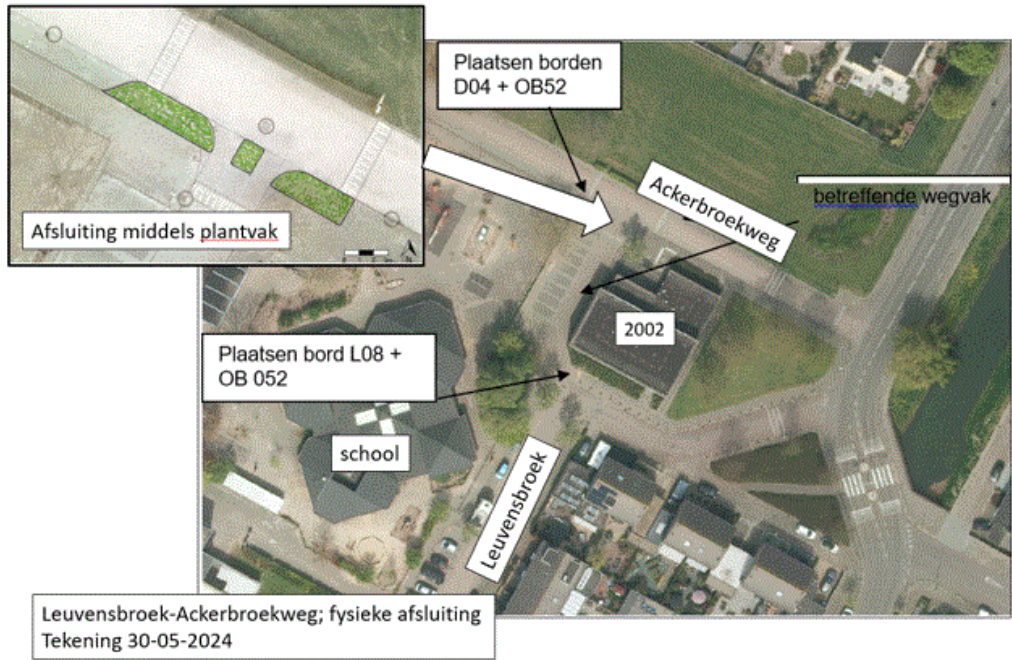 Afsluiting middels plantvak
Plaatsen borden
D04 + OB52
Ackerbroekweg
betreffende wegvak
2002
Plaatsen bord L08 +
OB 052
school
Leuvensbroek
Leuvensbroek-Ackerbroekweg; fysieke afsluiting
Tekening 30-05-2024